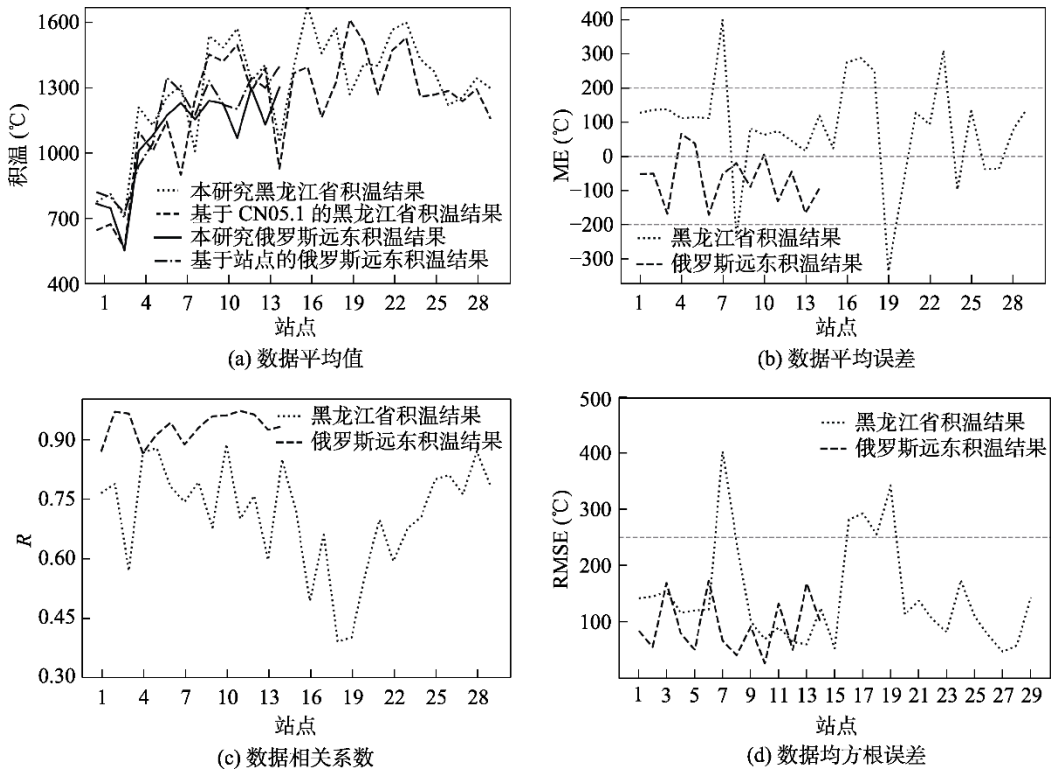 1600
1300
1000
700
400
积温 (℃)
本研究黑龙江省积温结果
基于 CN05.1 的黑龙江省积温结果
本研究俄罗斯远东积温结果
基于站点的俄罗斯远东积温结果
1 4 7 10 13 16 19 22 28
站点
(a) 数据平均值
400
300
200
100
0
−100
−200
−300
ME (℃)
黑龙江省积温结果
俄罗斯远东积温结果
1 4 7 10 13 16 19 22 28
站点
(b) 数据平均误差
0.90
0.75
0.60
0.45
0.30
R
黑龙江省积温结果
俄罗斯远东积温结果
1 4 7 10 13 16 19 22 28
站点
(c) 数据相关系数
500
400
300
200
100
RMSE (℃)
黑龙江省积温结果
俄罗斯远东积温结果
1 3 5 7 9 11 13 15 17 19 21 23 25 27 29
站点
(d) 数据均方根误差